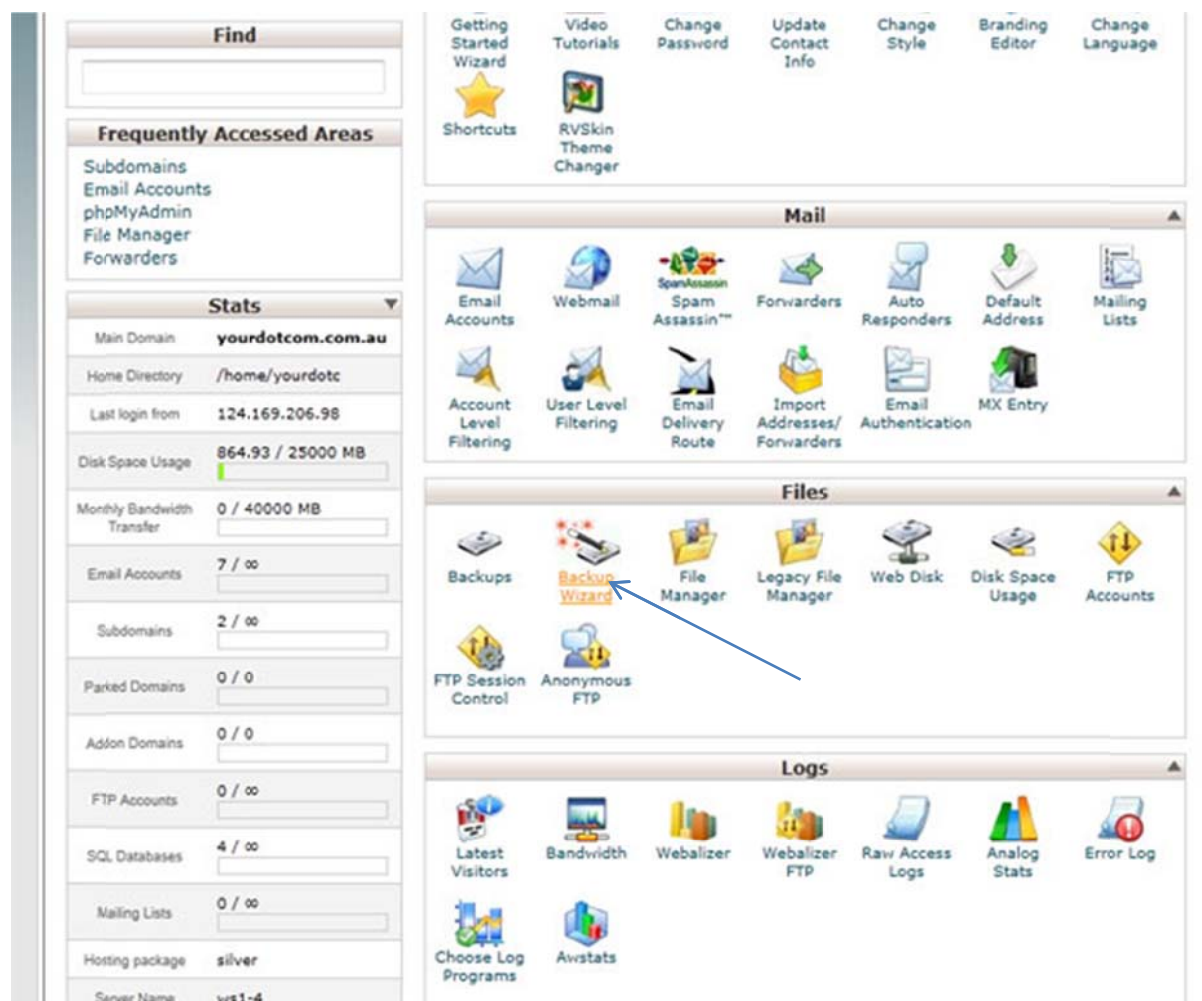 Find
Frequently Accessed Areas
Subdomains
Email Accounts
phpMyAdmin
File Manager
Forwarders
Stats
Main Domain yourdotcom.com.au
Home Directory /home/yourdotc
Last login from 124.169.206.98
Disk Space Usage 864.93 / 25000 MB
Monthly Bandwidth
Transfer
0 / 40000 MB
Email Accounts 7 / ∞
Subdomains 2 / ∞
Parked Domains 0 / 0
Addon Domains 0 / 0
FTP Accounts 0 / ∞
SQL Databases 4 / ∞
Mailing Lists 0 / ∞
Hosting package silver
Server Name ws1-4
Getting
Started
Wizard
Video
Tutorials
Change
Password
Update
Contact
Info
Change
Style
Branding
Editor
Change
Language
Shortcuts
RVSkin
Theme
Changer
Mail
Email
Accounts
Webmail
SpamAssassin
Spam
Assassin™
Forwarders
Auto
Responders
Default
Address
Mailing
Lists
Account
Level
Filtering
User Level
Filtering
Email
Delivery
Route
Import
Addresses/
Forwarders
Email
Authentication
MX Entry
Files
Backups
Backup
Wizard
File
Manager
Legacy File
Manager
Web Disk
Disk Space
Usage
FTP
Accounts
FTP Session
Control
Anonymous
FTP
Logs
Latest
Visitors
Bandwidth
Webalizer
Webalizer
FTP
Raw Access
Logs
Analog
Stats
Error Log
Choose Log
Programs
Awstats